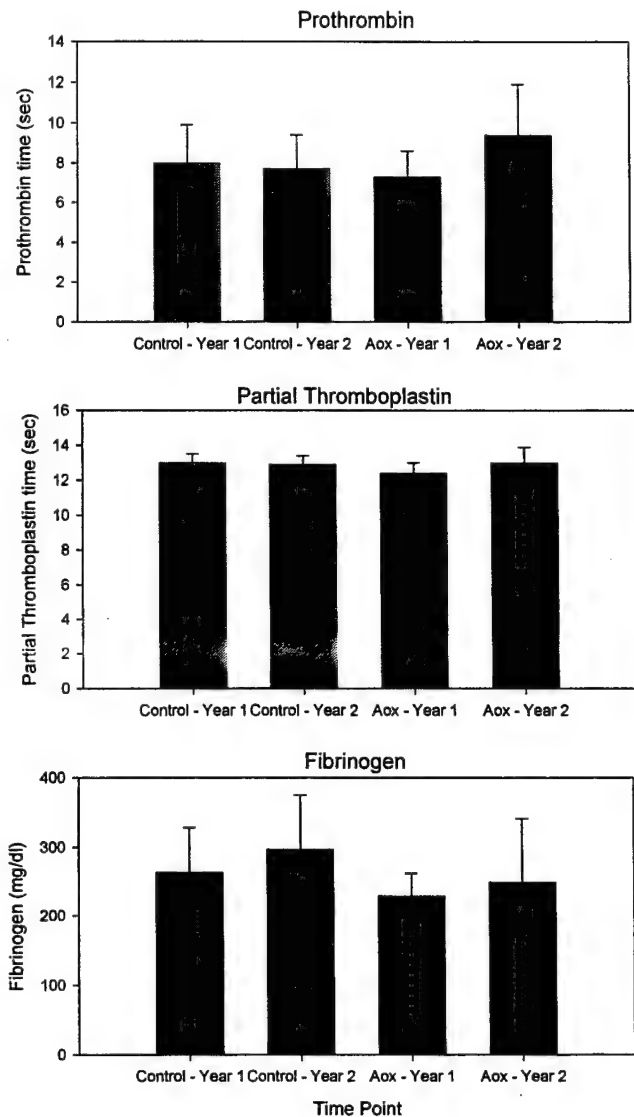 Prothrombin
14
12
10
8
6
4
2
0
Prothrombin time (sec)
Control - Year 1 Control - Year 2 Aox - Year 1 Aox - Year 2
Partial Thromboplastin
16
14
12
10
8
6
4
2
0
Partial Thromboplastin time (sec)
Control - Year 1 Control - Year 2 Aox - Year 1 Aox - Year 2
Fibrinogen
400
300
200
100
0
Fibrinogen (mg/dl)
Control - Year 1 Control - Year 2 Aox - Year 1 Aox - Year 2
Time Point